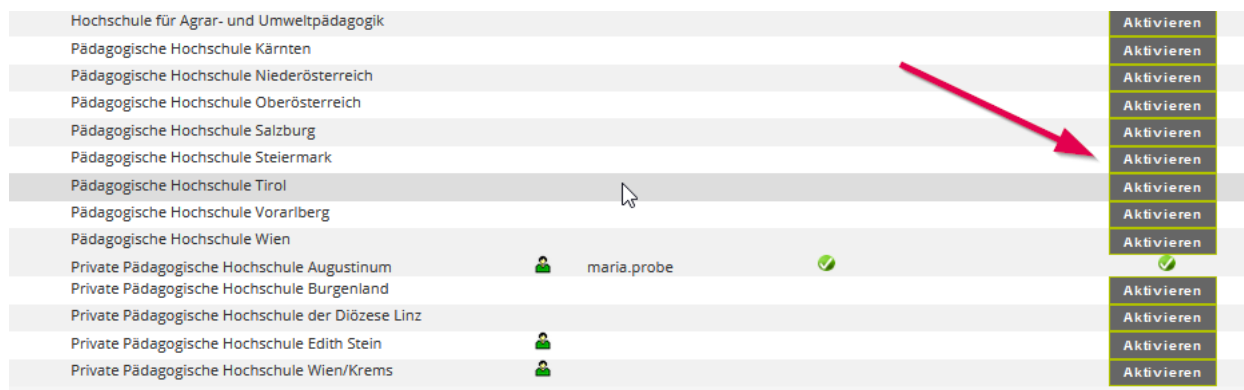 Hochschule für Agrar- und Umweltpädagogik Aktivieren
Pädagogische Hochschule Kärnten Aktivieren
Pädagogische Hochschule Niederösterreich Aktivieren
Pädagogische Hochschule Oberösterreich Aktivieren
Pädagogische Hochschule Salzburg Aktivieren
Pädagogische Hochschule Steiermark Aktivieren
Pädagogische Hochschule Tirol Aktivieren
Pädagogische Hochschule Vorarlberg Aktivieren
Pädagogische Hochschule Wien Aktivieren
Private Pädagogische Hochschule Augustinum maria.probe
Private Pädagogische Hochschule Burgenland Aktivieren
Private Pädagogische Hochschule der Diözese Linz Aktivieren
Private Pädagogische Hochschule Edith Stein Aktivieren
Private Pädagogische Hochschule Wien/Krems Aktivieren